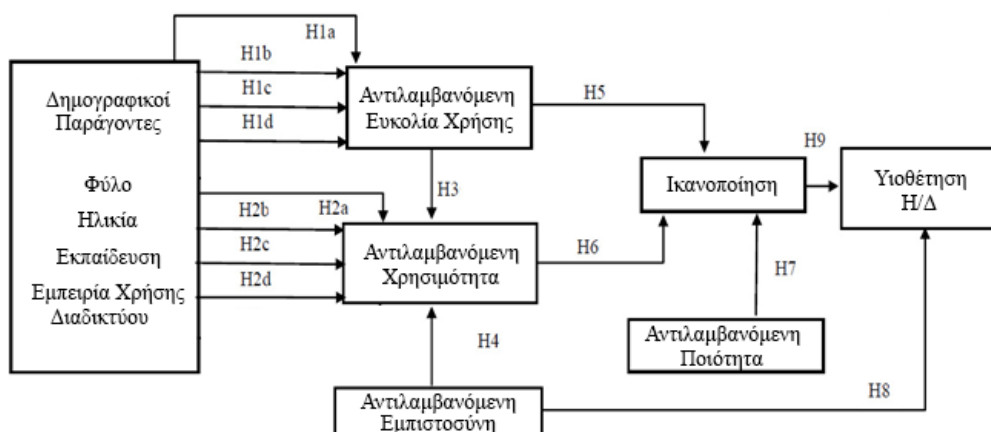 H1a
H1b
H1c
H1d
Δημογραφικοί
Παράγοντες
Φύλο
Ηλικία
Εκπαίδευση
Εμπειρία Χρήσης
Διαδικτύου
Αντιλαμβανόμενη
Ευκολία Χρήσης
H5
H3
H2a
H2b
H2c
H2d
Αντιλαμβανόμενη
Χρησιμότητα
H6
H4
Ικανοποίηση
H9
Υιοθέτηση
Η/Δ
H7
Αντιλαμβανόμενη
Ποιότητα
Αντιλαμβανόμενη
Εμπιστοσύνη
H8